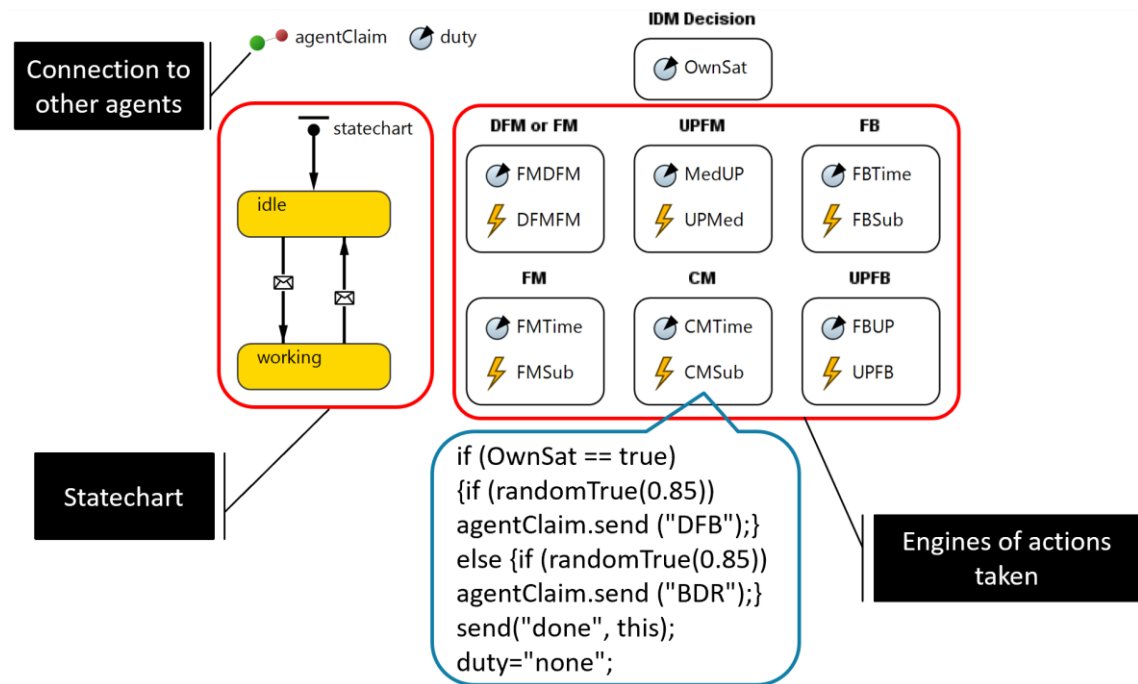 IDM Decision
agentClaim
duty
OwnSat
Connection to
other agents
statechart
idle
working
DFM or FM
FMDFM
DFMFM
UPFM
MedUP
UPMed
FB
FBTime
FBSub
FM
FMTime
FMSub
CM
CMTime
CMSub
UPFB
FBUP
UPFB
Statechart
if (OwnSat == true)
{if (randomTrue(0.85))
agentClaim.send ("DFB");}
else {if (randomTrue(0.85))
agentClaim.send ("BDR");}
send("done", this);
duty="none";
Engines of actions
taken